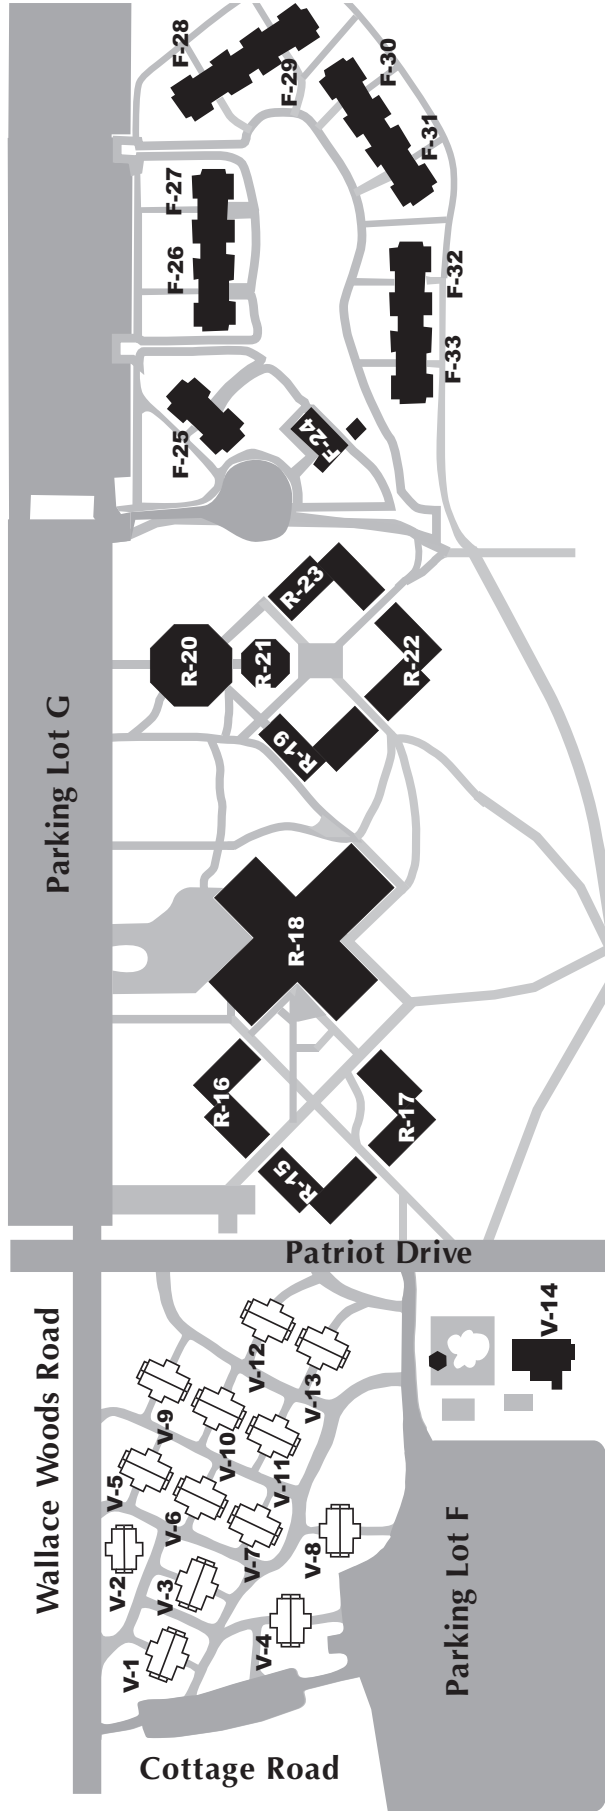 F-28
F-29
F-30
F-31
F-27
F-26
F-32
F-33
F-25
F-24
R-23
R-20
R-21
R-22
R-19
Parking Lot G
R-18
R-16
R-17
R-15
Patriot Drive
Wallace Woods Road
V-14
V-12
V-13
V-9
V-10
V-11
V-5
V-6
V-7
V-8
V-2
V-3
V-4
V-1
Parking Lot F
Cottage Road